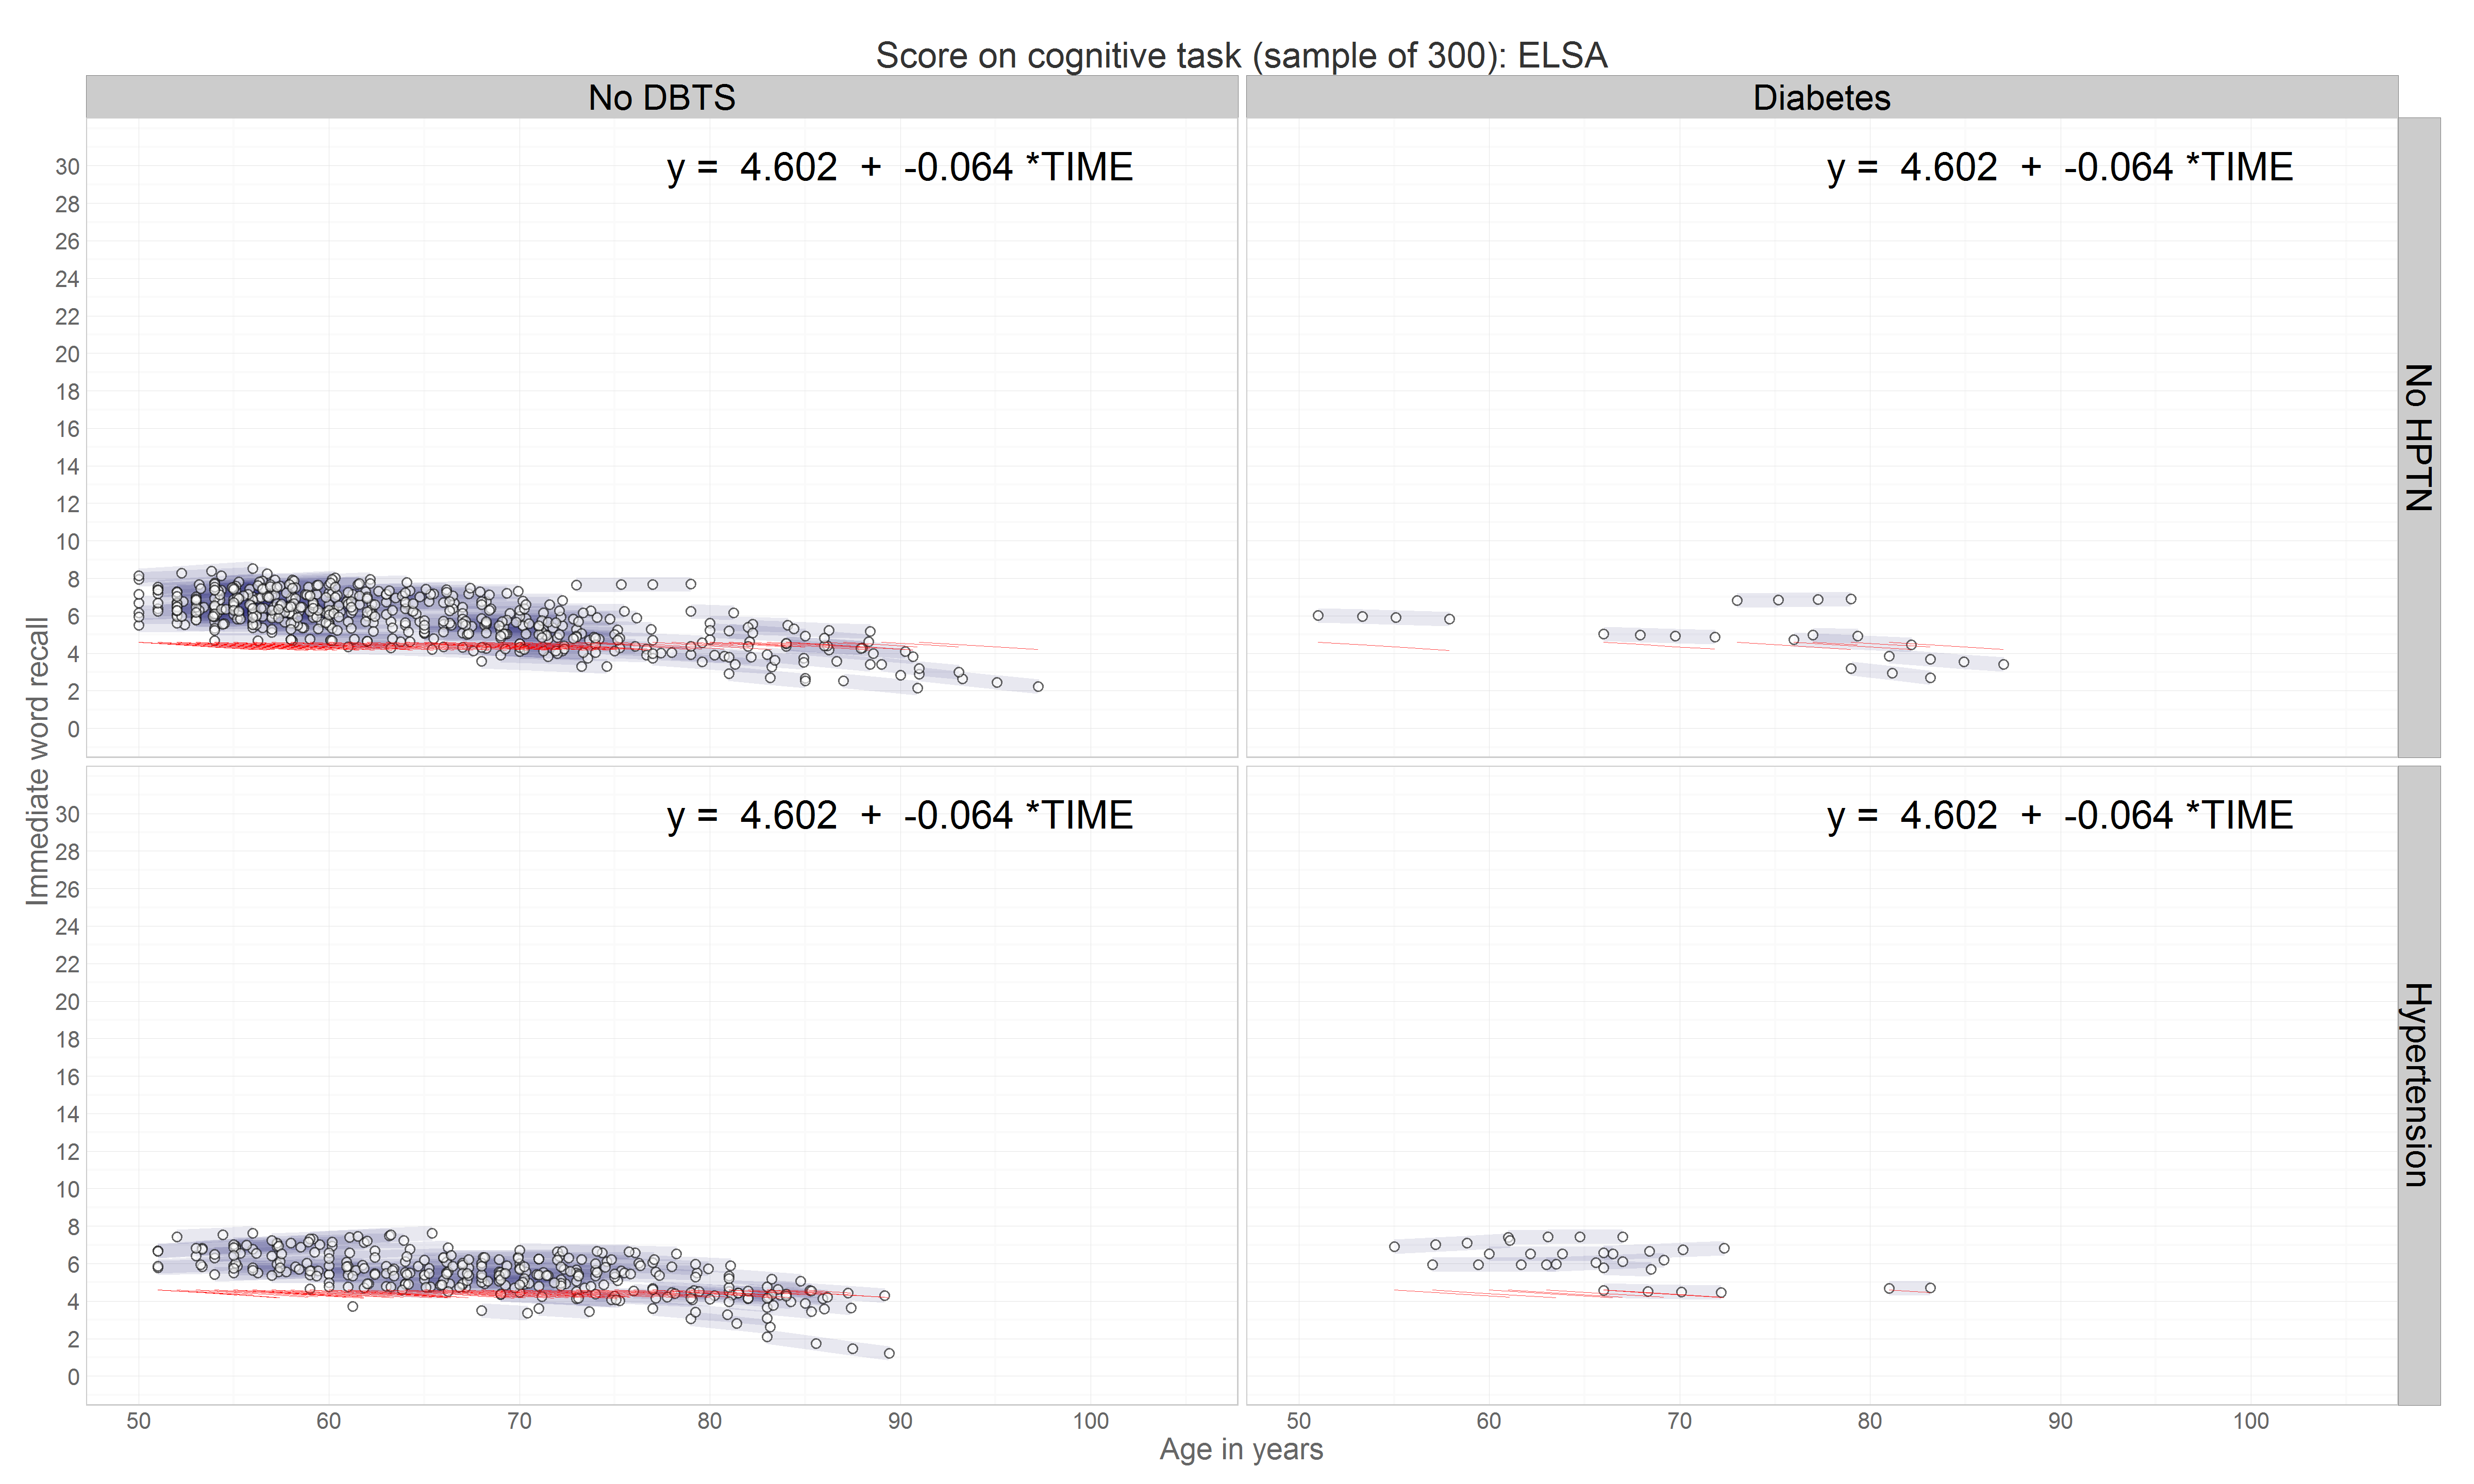 Score on cognitive task (sample of 300): ELSA
No DBTS
Diabetes
y = 4.602 + -0.064 *TIME
y = 4.602 + -0.064 *TIME
No HPTN
30
28
26
24
22
20
18
16
14
12
10
8
6
4
2
0
Immediate word recall
y = 4.602 + -0.064 *TIME
y = 4.602 + -0.064 *TIME
Hypertension
30
28
26
24
22
20
18
16
14
12
10
8
6
4
2
0
50 60 70 80 90 100 50 60 70 80 90 100
Age in years